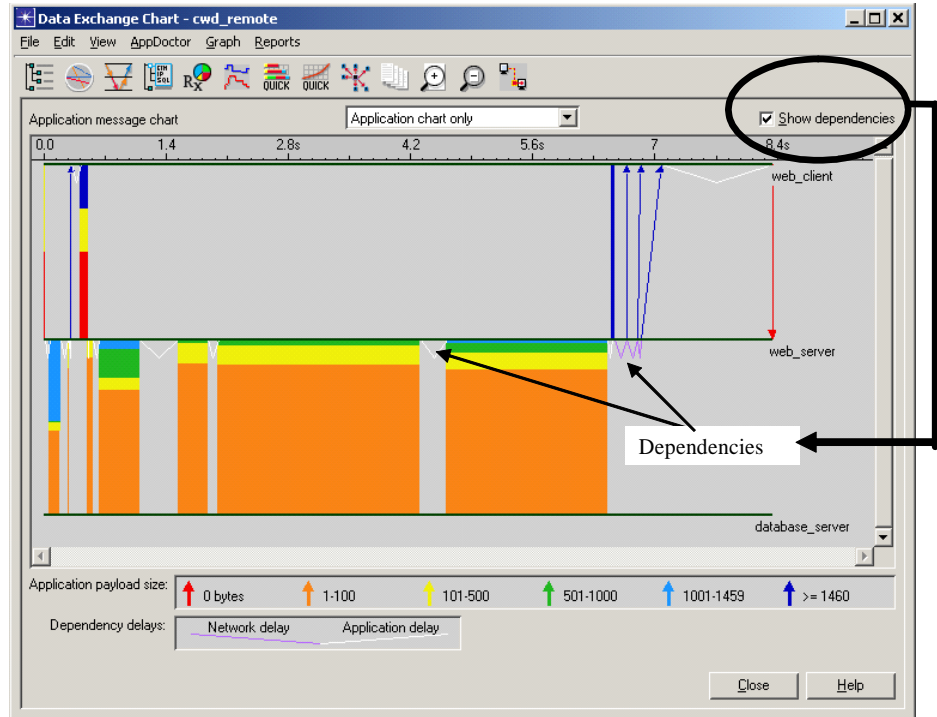 Data Exchange Chart - cwd_remote
File Edit View AppDoctor Graph Reports
QUICK QUICK
Application message chart
Application chart only
Show dependencies
0.0 1.4 2.8s 4.2 5.6s 7 8.4s
web_client
web_server
Dependencies
database_server
Application payload size: 0 bytes 1-100 101-500 501-1000 1001-1459 >= 1460
Dependency delays: Network delay Application delay
Close Help